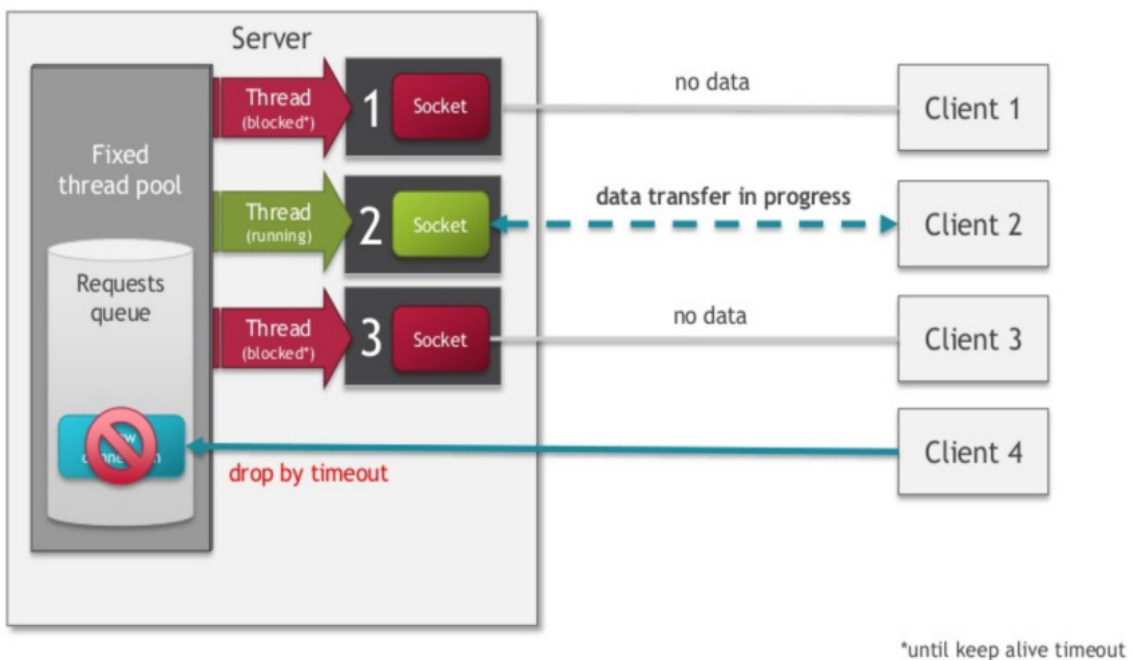 Server
Fixed
thread pool
Requests
queue
Thread
(blocked*)
1
Socket
no data
Client 1
Thread
(running)
2
Socket
data transfer in progress
Client 2
Thread
(blocked*)
3
Socket
no data
Client 3
drop by timeout
Client 4
*until keep alive timeout